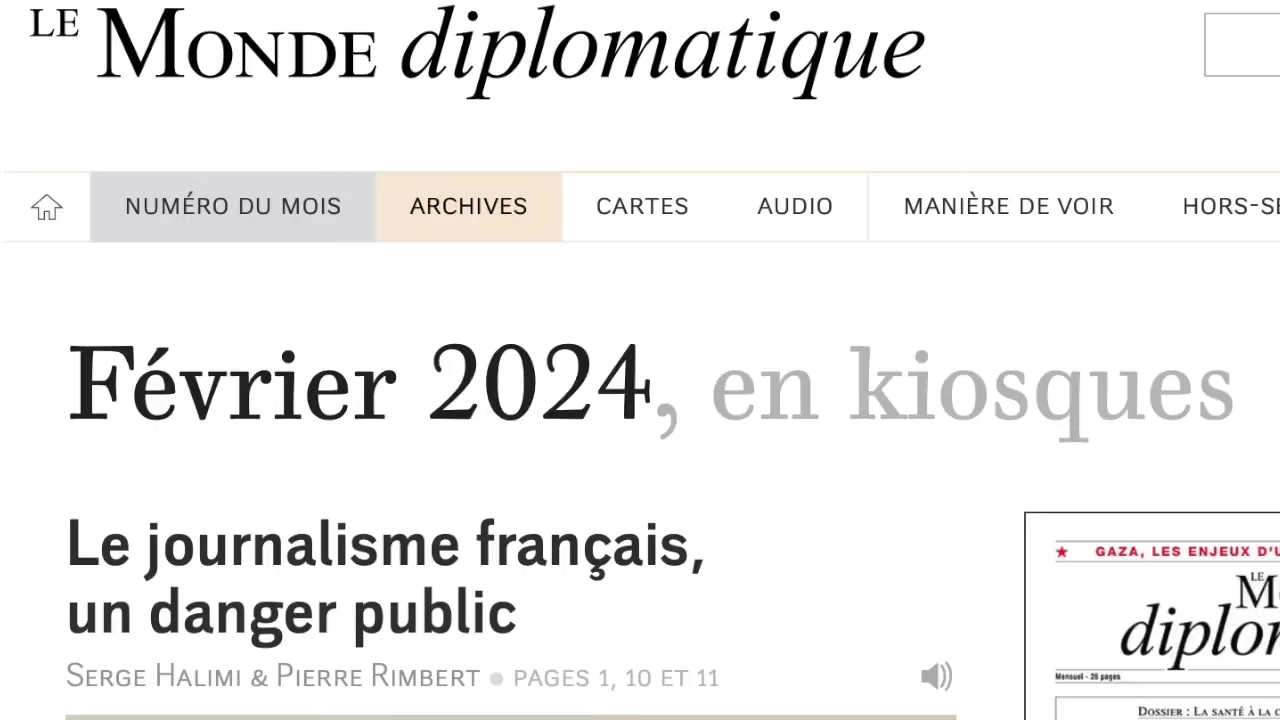 LE MONDE diplomatique
NUMÉRO DU MOIS ARCHIVES CARTES AUDIO MANIÈRE DE VOIR
Février 2024, en kiosques
Le journalisme français,
un danger public
SERGE HALIMI & PIERRE RIMBERT • PAGES 1, 10 ET 11
★ GAZA, LES ENJEUX
LE
diplo
Mensuel - 28 pages
DOSSIER : LA SANTÉ À LA